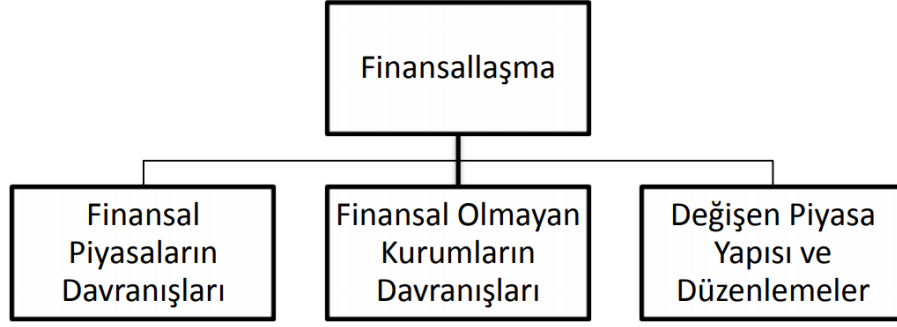 Finansallaşma
Finansal
Piyasaların
Davranışları
Finansal Olmayan
Kurumların
Davranışları
Değişen Piyasa
Yapısı ve
Düzenlemeler